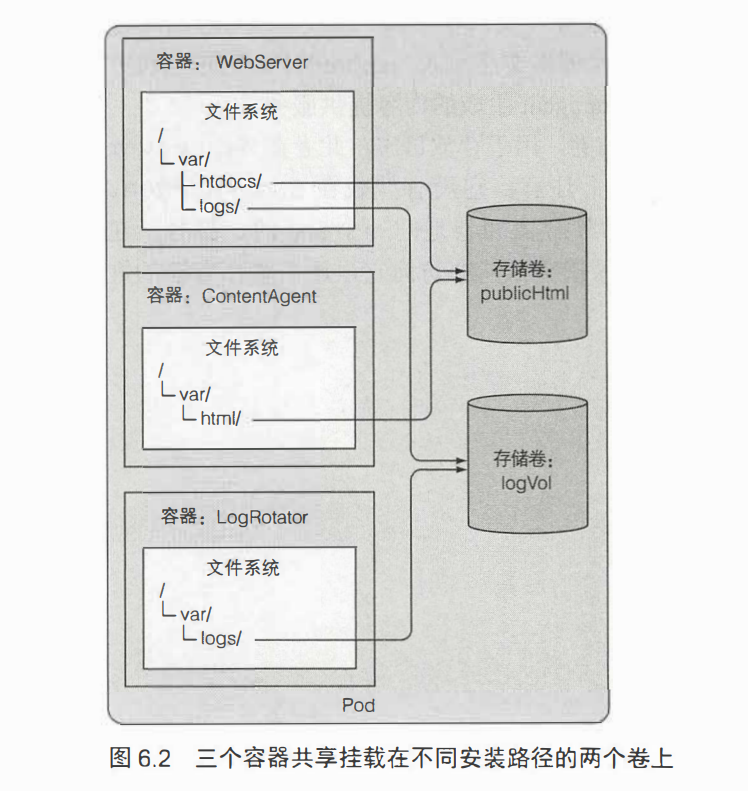 容器：WebServer
文件系统
/
var/
htdocs/
logs/
存储卷：
publicHtml
容器：ContentAgent
文件系统
/
var/
html/
存储卷：
logVol
容器：LogRotator
文件系统
/
var/
logs/
Pod
图 6.2 三个容器共享挂载在不同安装路径的两个卷上